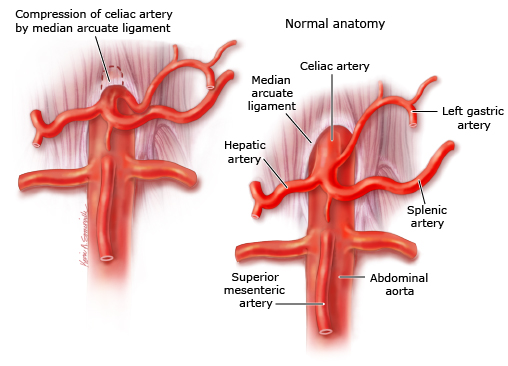 Compression of celiac artery
by median arcuate ligament
Normal anatomy
Celiac artery
Median
arcuate
ligament
Left gastric
artery
Hepatic
artery
Splenic
artery
Superior
mesenteric
artery
Abdominal
aorta